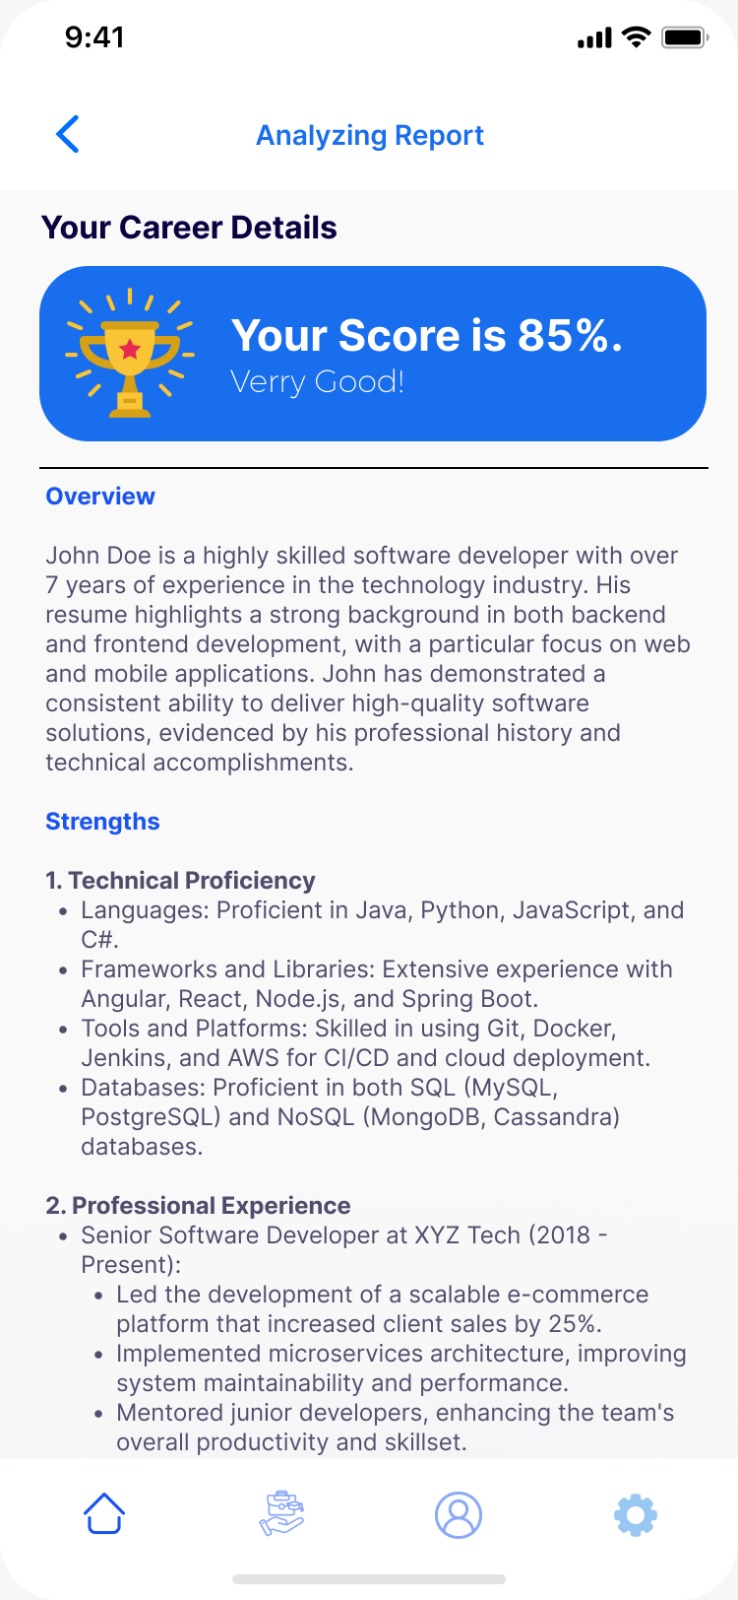 9:41
Analyzing Report
Your Career Details
Your Score is 85%.
Verry Good!
Overview
John Doe is a highly skilled software developer with over
7 years of experience in the technology industry. His
resume highlights a strong background in both backend
and frontend development, with a particular focus on web
and mobile applications. John has demonstrated a
consistent ability to deliver high-quality software
solutions, evidenced by his professional history and
technical accomplishments.
Strengths
1. Technical Proficiency
• Languages: Proficient in Java, Python, JavaScript, and
C#.
• Frameworks and Libraries: Extensive experience with
Angular, React, Node.js, and Spring Boot.
• Tools and Platforms: Skilled in using Git, Docker,
Jenkins, and AWS for CI/CD and cloud deployment.
• Databases: Proficient in both SQL (MySQL,
PostgreSQL) and NoSQL (MongoDB, Cassandra)
databases.
2. Professional Experience
• Senior Software Developer at XYZ Tech (2018 -
Present):
• Led the development of a scalable e-commerce
platform that increased client sales by 25%.
• Implemented microservices architecture, improving
system maintainability and performance.
• Mentored junior developers, enhancing the team's
overall productivity and skillset.